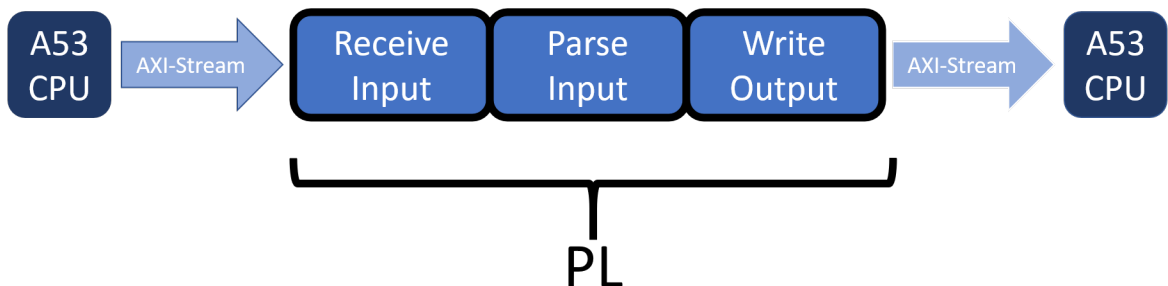 A53
CPU
AXI-Stream
Receive
Input
Parse
Input
Write
Output
AXI-Stream
A53
CPU
PL